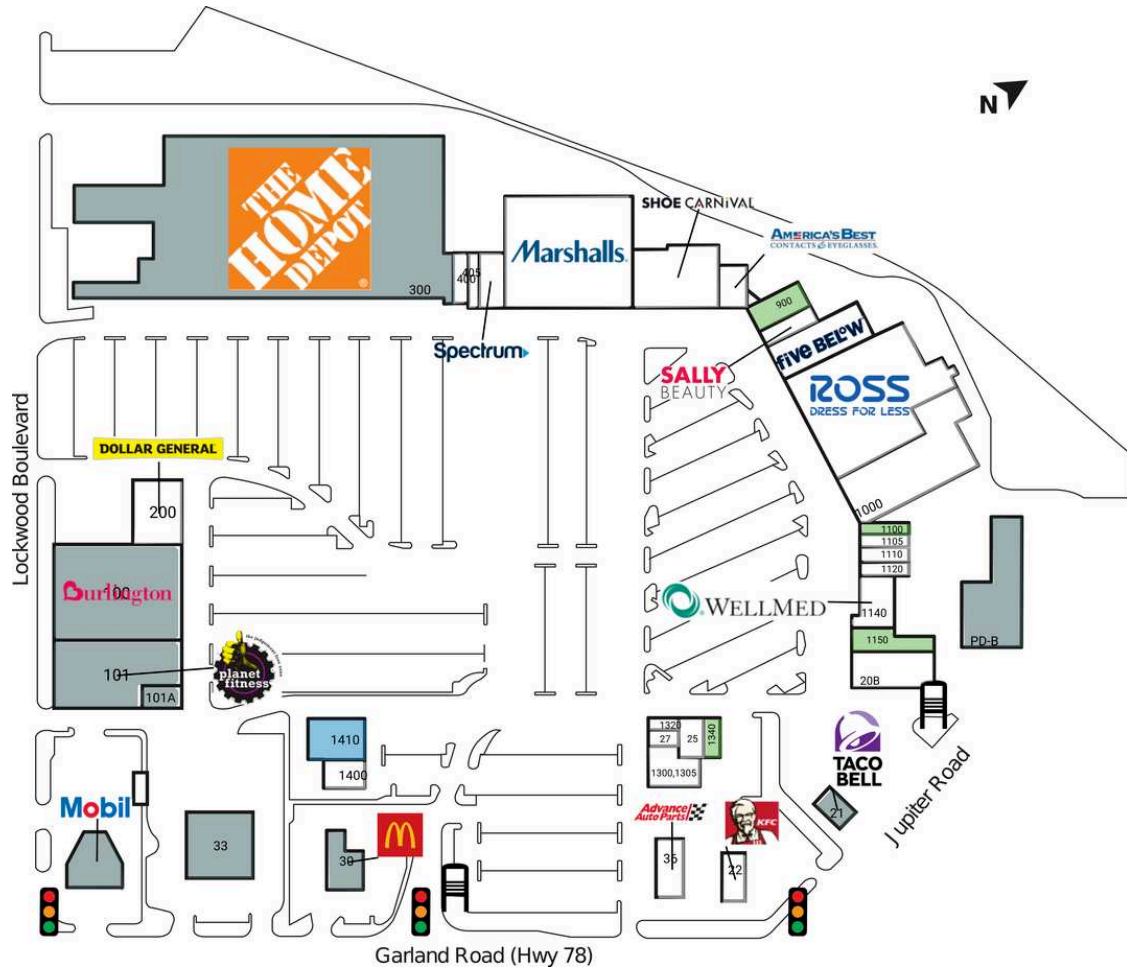 N
THE
HOME
DEPOT
®
300
400
405
Marshalls.
SHOE CARNIVAL
AMERICA'S BEST
CONTACTS & EYEGLASSES
Spectrum
900
five BELOW
SALLY
BEAUTY
ROSS
DRESS FOR LESS
1000
Lockwood Boulevard
DOLLAR GENERAL
200
100
Burlington
101
101A
planet
fitness
1100
1105
1110
1120
WELLMED
1140
1150
20B
PD-B
1410
1400
1320
27
25
1340
1300,1305
TACO
BELL
21
Jupiter Road
Mobil
33
30
Advance
Auto Parts
35
KFC
22
Garland Road (Hwy 78)